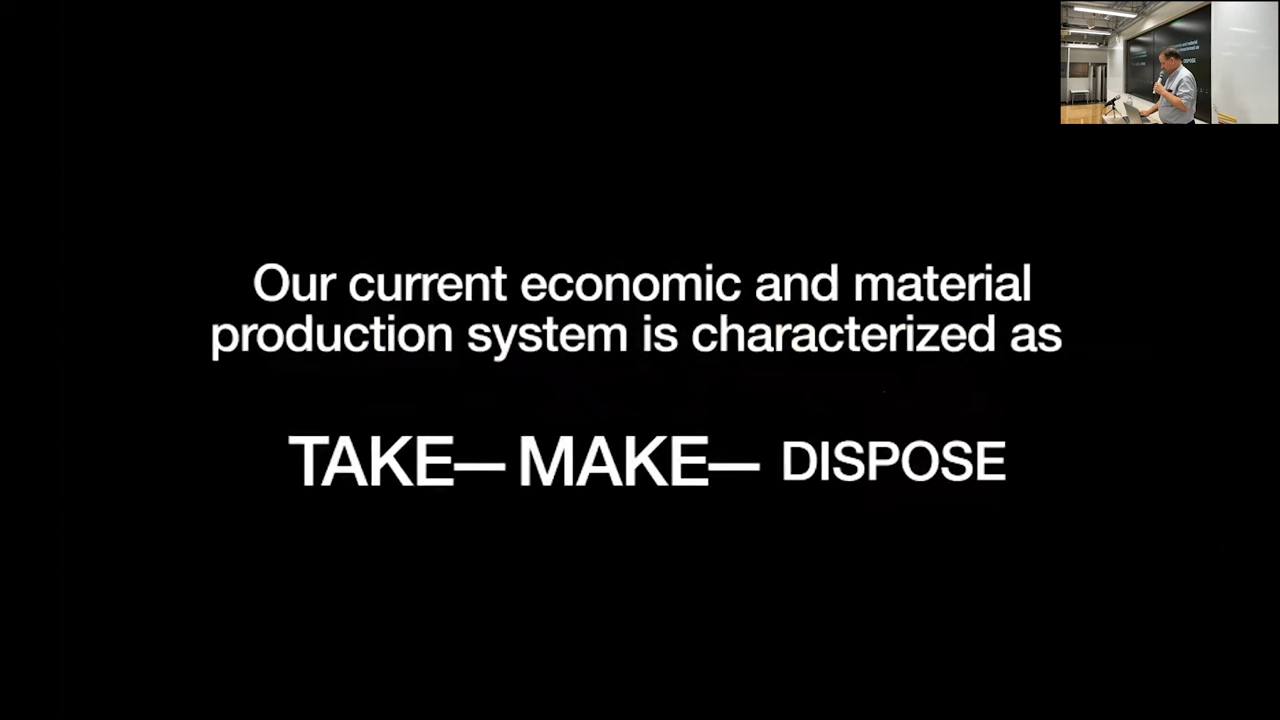 Our current economic and material
production system is characterized as
TAKE— MAKE— DISPOSE